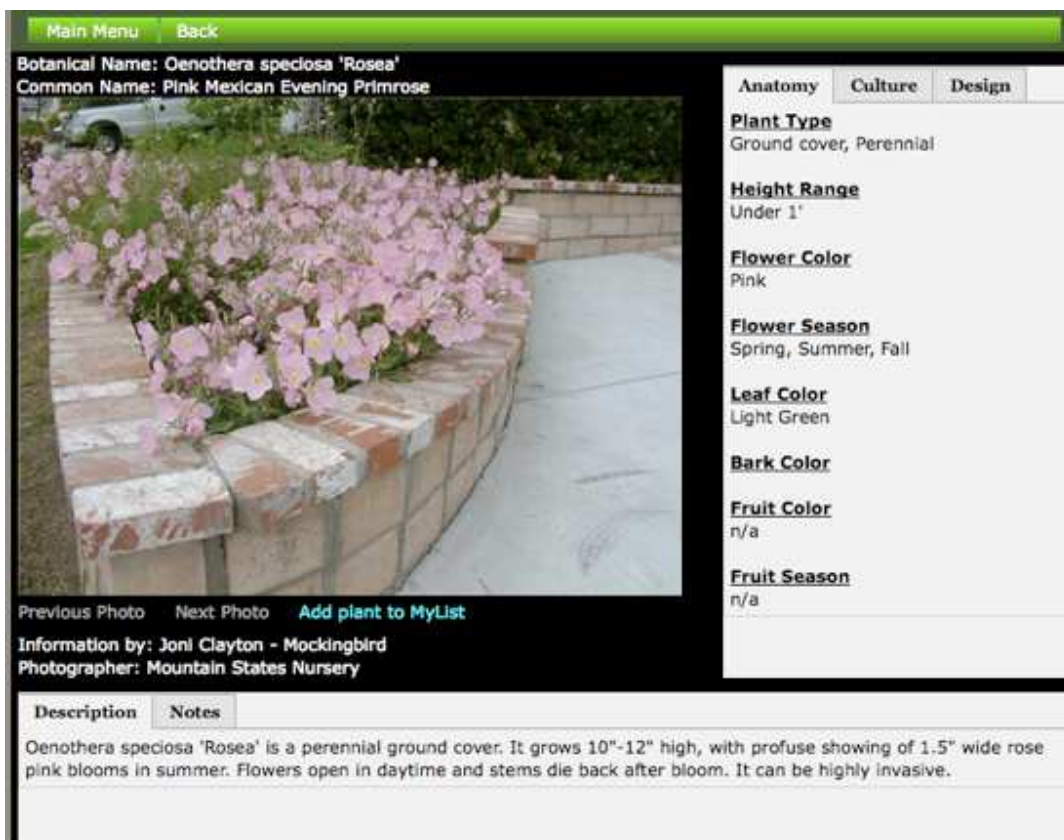 Main Menu Back
Botanical Name: Oenothera speciosa 'Rosea'
Common Name: Pink Mexican Evening Primrose
Anatomy Culture Design
Plant Type
Ground cover, Perennial
Height Range
Under 1'
Flower Color
Pink
Flower Season
Spring, Summer, Fall
Leaf Color
Light Green
Bark Color
Fruit Color
n/a
Fruit Season
n/a
Previous Photo Next Photo Add plant to MyList
Information by: Joni Clayton - Mockingbird
Photographer: Mountain States Nursery
Description Notes
Oenothera speciosa 'Rosea' is a perennial ground cover. It grows 10"-12" high, with profuse showing of 1.5" wide rose
pink blooms in summer. Flowers open in daytime and stems die back after bloom. It can be highly invasive.